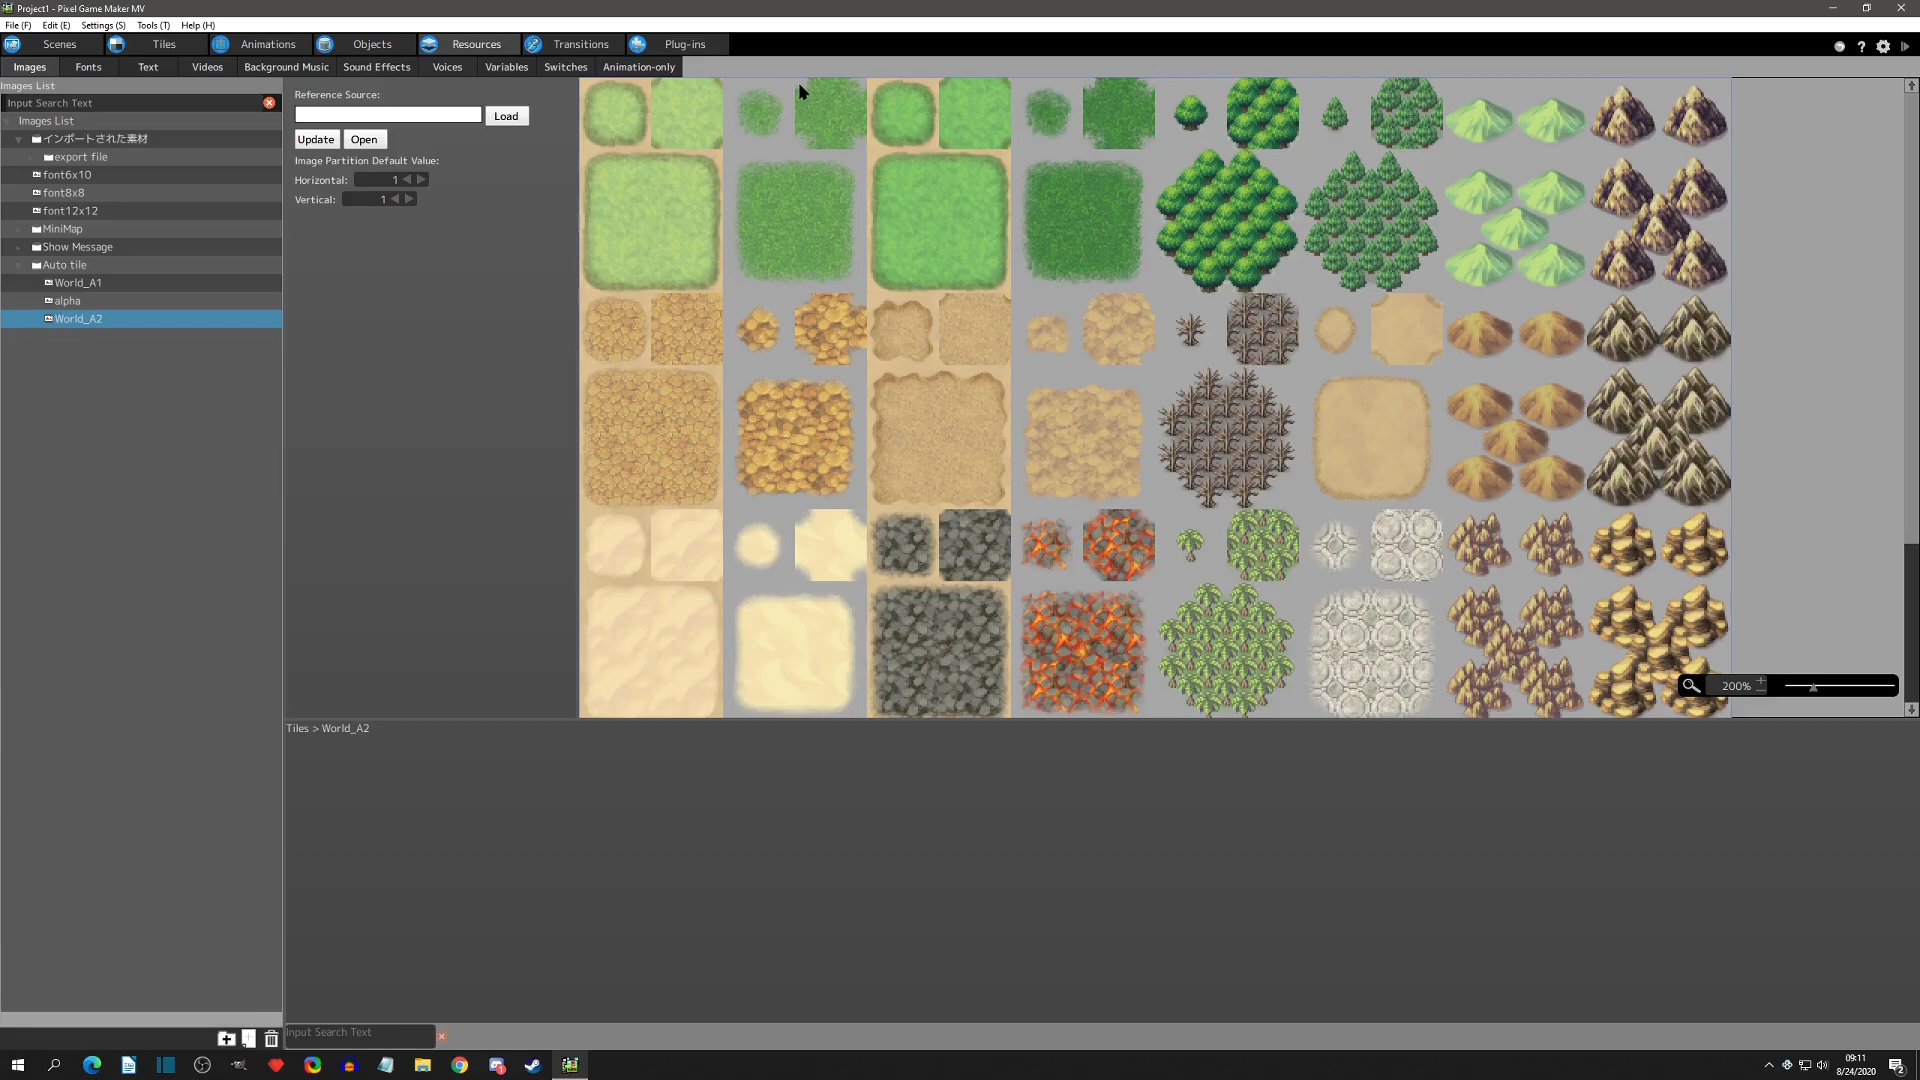 Project1 - Pixel Game Maker MV
File (F) Edit (E) Settings (S) Tools (T) Help (H)
Scenes Tiles Animations Objects Resources Transitions Plug-ins
Images Fonts Text Videos Background Music Sound Effects Voices Variables Switches Animation-only
Images List
Input Search Text
Images List
インポートされた素材
export file
font6x10
font8x8
font12x12
MiniMap
Show Message
Auto tile
World_A1
alpha
World_A2
Reference Source:
Load
Update Open
Image Partition Default Value:
Horizontal: 1
Vertical: 1
200%
Tiles > World_A2
Input Search Text
09:11
8/24/2020